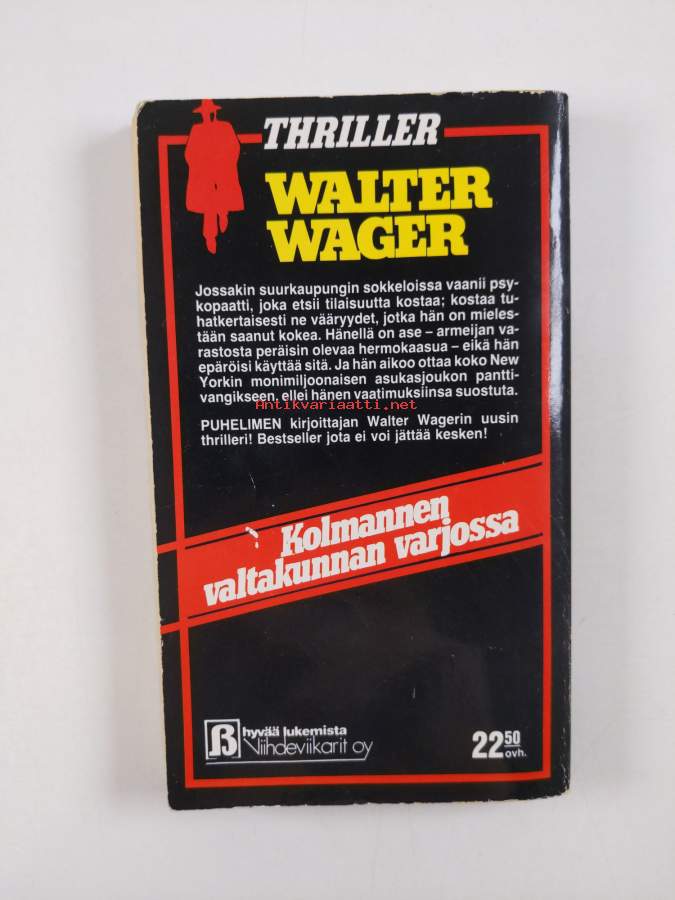 THRILLER
WALTER
WAGER
Jossakin suurkaupungin sokkeloissa vaanii psy-
kopaatti, joka etsii tilaisuutta kostaa; kostaa tu-
hatkertaisesti ne vääryydet, jotka hän on mieles-
tään saanut kokea. Hänellä on ase – armeijan va-
rastosta peräisin olevaa hermokaasua – eikä hän
epäröisi käyttää sitä. Ja hän aikoo ottaa koko New
Yorkin monimiljoonaisen asukasjoukon pantti-
vangikseen, ellei hänen vaatimuksiinsa suostuta.
Antikvariaatti.net
PUHELIMEN kirjoittajan Walter Wagerin uusin
thrilleri! Bestseller jota ei voi jättää kesken!
Kolmannen
valtakunnan varjossa
hyvää lukemista
Viihdeviikarit oy
22 50
ovh.